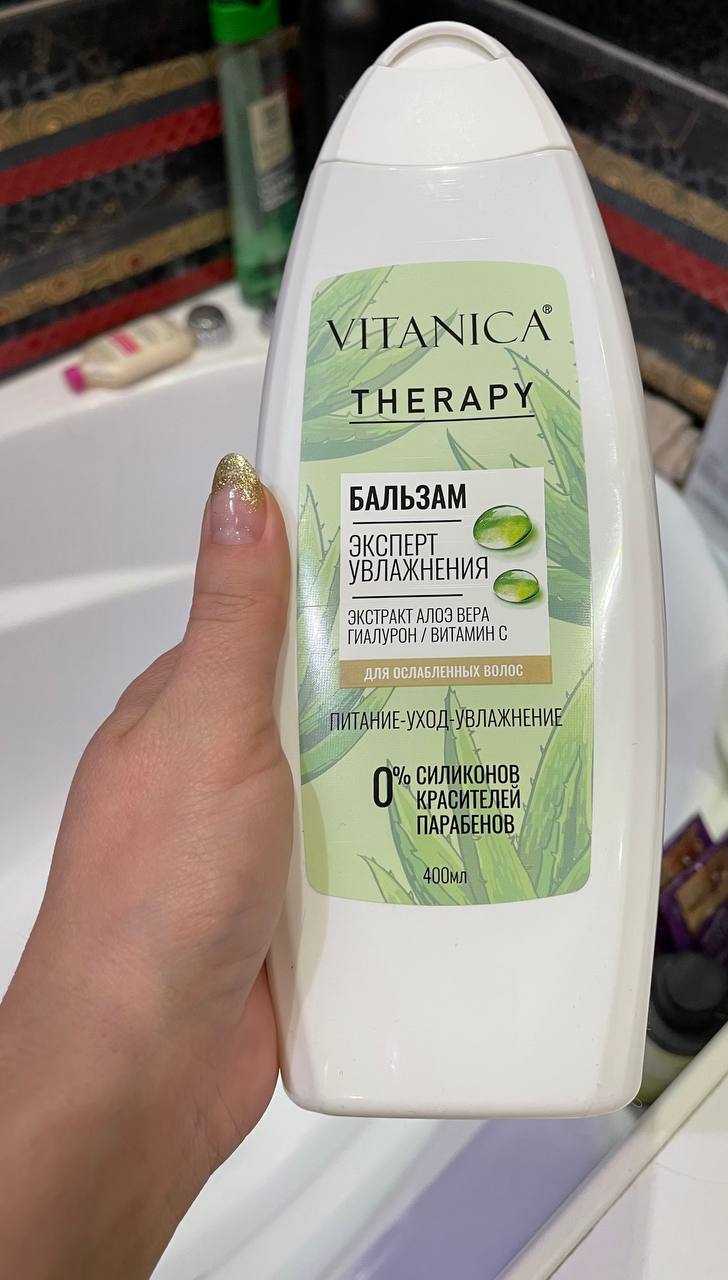 VITANICA®
THERAPY
БАЛЬЗАМ
ЭКСПЕРТ
УВЛАЖНЕНИЯ
ЭКСТРАКТ АЛОЭ ВЕРА
ГИАЛУРОН / ВИТАМИН С
ДЛЯ ОСЛАБЛЕННЫХ ВОЛОС
ПИТАНИЕ-УХОД-УВЛАЖНЕНИЕ
0% СИЛИКОНОВ
КРАСИТЕЛЕЙ
ПАРАБЕНОВ
400мл